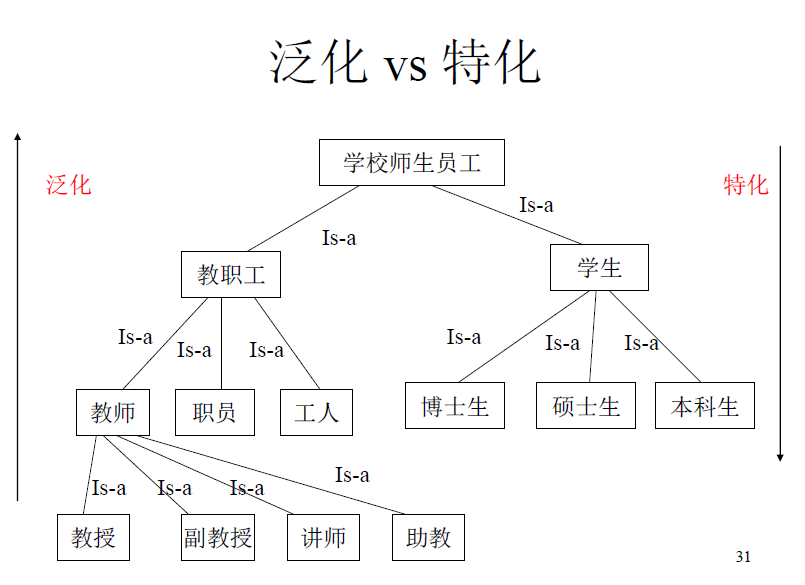 泛化 vs 特化
学校师生员工
泛化
特化
Is-a
Is-a
教职工
学生
Is-a
Is-a
Is-a
Is-a
Is-a
Is-a
教师
职员
工人
博士生
硕士生
本科生
Is-a
Is-a
Is-a
Is-a
教授
副教授
讲师
助教
31